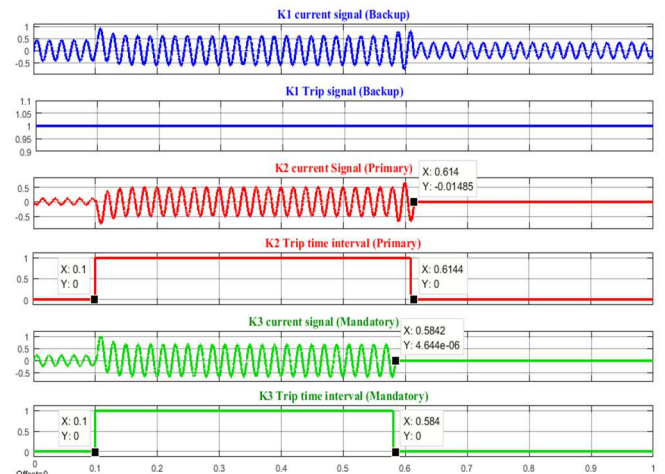 K1 current signal (Backup)
1
0.5
0
-0.5
K1 Trip signal (Backup)
1.1
1.05
1
0.95
0.9
K2 current Signal (Primary)
X: 0.614
Y: -0.01485
0.5
0
-0.5
K2 Trip time interval (Primary)
1
0.5
0
X: 0.1
Y: 0
X: 0.6144
Y: 0
K3 current signal (Mandatory)
X: 0.5842
Y: 4.644e-06
1
0.5
0
-0.5
K3 Trip time interval (Mandatory)
1
0.5
0
X: 0.1
Y: 0
X: 0.584
Y: 0
0 0.1 0.2 0.3 0.4 0.5 0.6 0.7 0.8 0.9 1
Offset=0